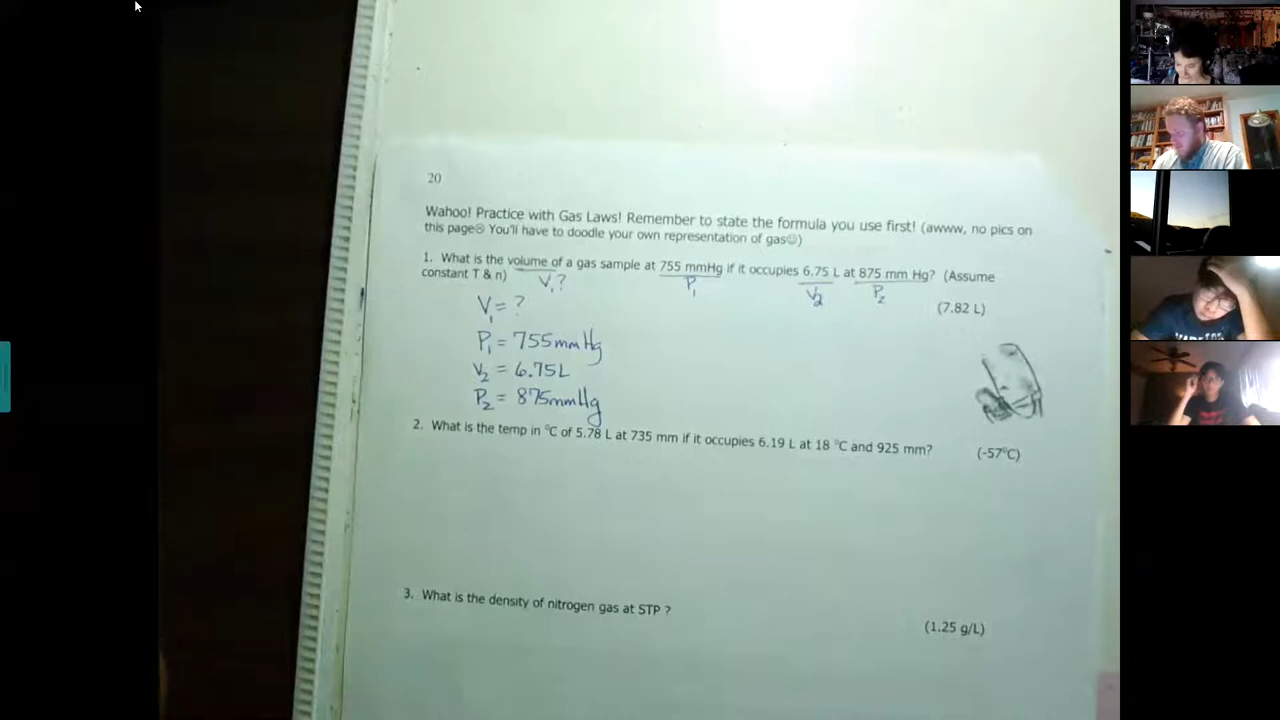 20
Wahoo! Practice with Gas Laws! Remember to state the formula you use first! (awww, no pics on
this page☹ You'll have to doodle your own representation of gas☺)
1. What is the volume of a gas sample at 755 mmHg if it occupies 6.75 L at 875 mm Hg? (Assume
constant T & n)
V₁? P₁ V₂ P₂
(7.82 L)
V₁ = ?
P₁ = 755mmHg
V₂ = 6.75L
P₂ = 875mmHg
2. What is the temp in °C of 5.78 L at 735 mm if it occupies 6.19 L at 18 °C and 925 mm?
(-57°C)
3. What is the density of nitrogen gas at STP ?
(1.25 g/L)